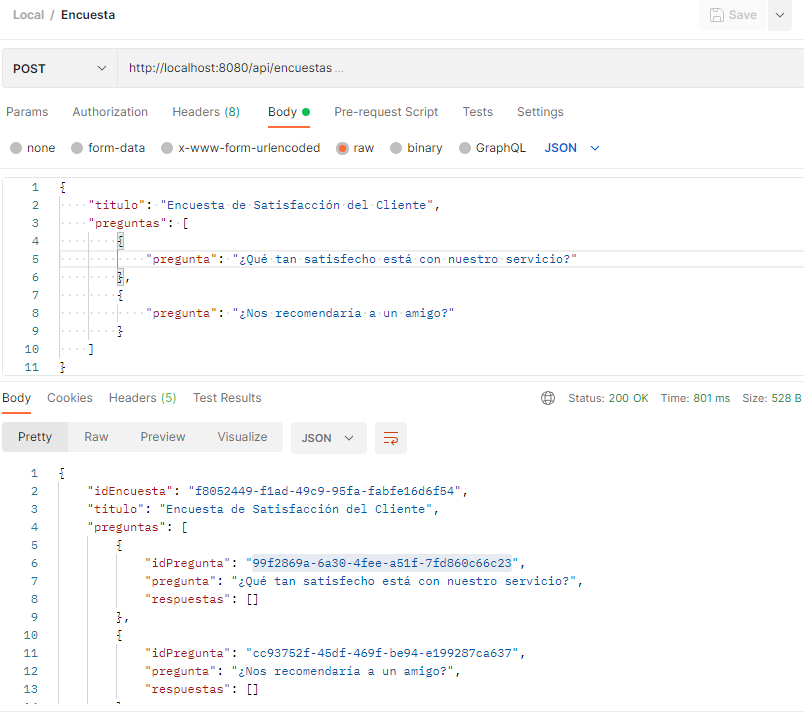 Local / Encuesta
Save
POST http://localhost:8080/api/encuestas ...
Params Authorization Headers (8) Body Pre-request Script Tests Settings
none form-data x-www-form-urlencoded raw binary GraphQL JSON
1 {
2 ····"titulo": "Encuesta·de·Satisfacción·del·Cliente",
3 ····"preguntas": [
4 ········{
5 ············"pregunta": "¿Qué·tan·satisfecho·está·con·nuestro·servicio?"
6 ········},
7 ········{
8 ············"pregunta": "¿Nos·recomendaría·a·un·amigo?"
9 ········}
10 ····]
11 }
Body Cookies Headers (5) Test Results Status: 200 OK Time: 801 ms Size: 528 B
Pretty Raw Preview Visualize JSON
1 {
2 "idEncuesta": "f8052449-f1ad-49c9-95fa-fabfe16d6f54",
3 "titulo": "Encuesta de Satisfacción del Cliente",
4 "preguntas": [
5 {
6 "idPregunta": "99f2869a-6a30-4fee-a51f-7fd860c66c23",
7 "pregunta": "¿Qué tan satisfecho está con nuestro servicio?",
8 "respuestas": []
9 },
10 {
11 "idPregunta": "cc93752f-45df-469f-be94-e199287ca637",
12 "pregunta": "¿Nos recomendaría a un amigo?",
13 "respuestas": []